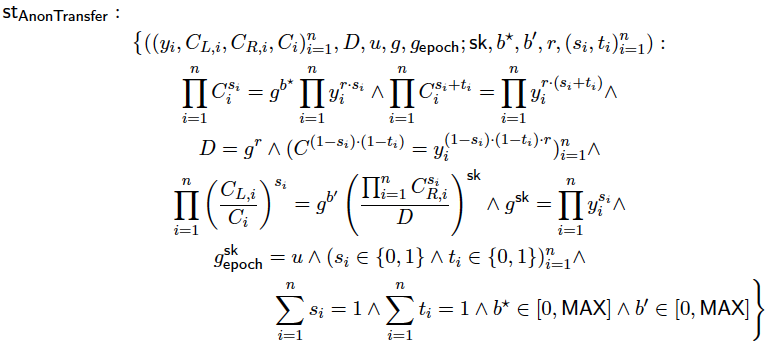 st_AnonTransfer :
{((y_i, C_{L,i}, C_{R,i}, C_i)_{i=1}^n, D, u, g, g_epoch; sk, b^⋆, b′, r, (s_i, t_i)_{i=1}^n) :
∏_{i=1}^n C_i^{s_i} = g^{b^⋆} ∏_{i=1}^n y_i^{r·s_i} ∧ ∏_{i=1}^n C_i^{s_i+t_i} = ∏_{i=1}^n y_i^{r·(s_i+t_i)} ∧
D = g^r ∧ (C^{(1−s_i)·(1−t_i)} = y_i^{(1−s_i)·(1−t_i)·r})_{i=1}^n ∧
∏_{i=1}^n (C_{L,i} / C_i)^{s_i} = g^{b′} (∏_{i=1}^n C_{R,i}^{s_i} / D)^{sk} ∧ g^{sk} = ∏_{i=1}^n y_i^{s_i} ∧
g_epoch^{sk} = u ∧ (s_i ∈ {0,1} ∧ t_i ∈ {0,1})_{i=1}^n ∧
∑_{i=1}^n s_i = 1 ∧ ∑_{i=1}^n t_i = 1 ∧ b^⋆ ∈ [0, MAX] ∧ b′ ∈ [0, MAX]}